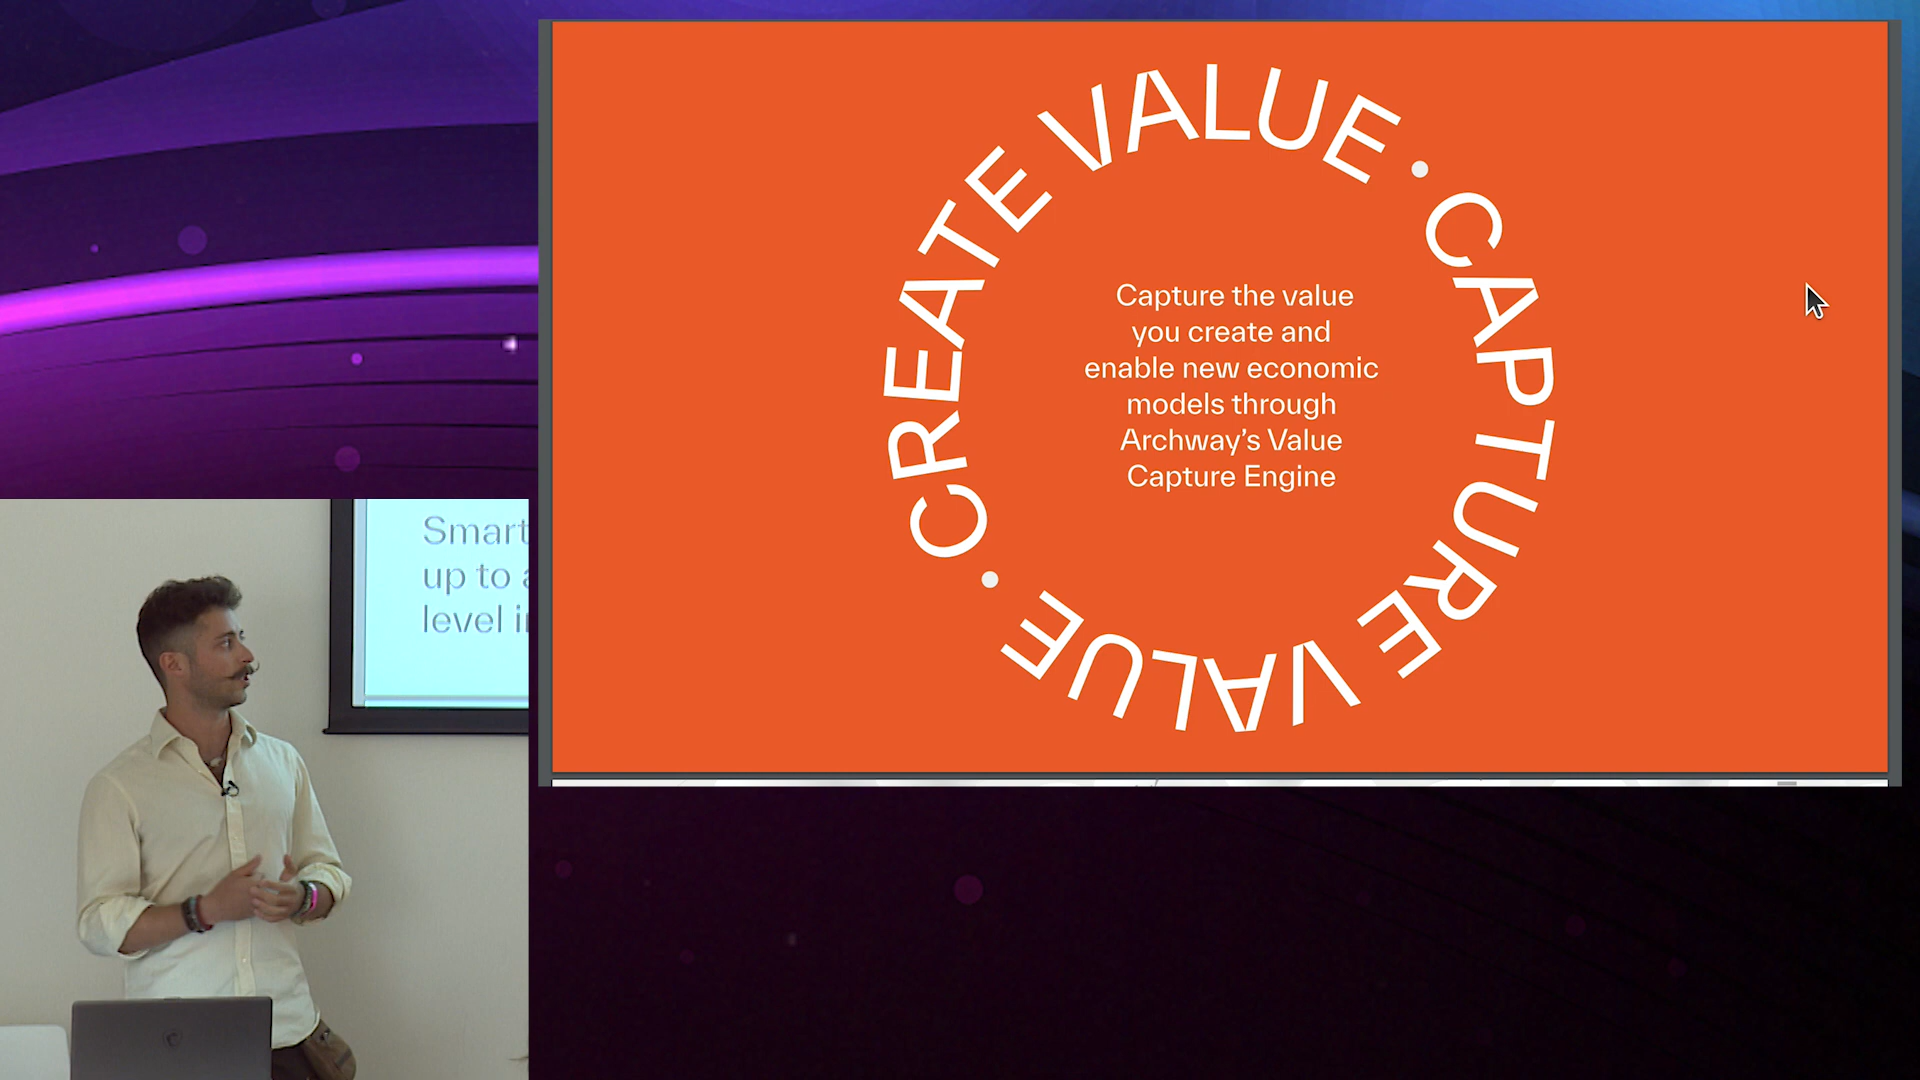 CREATE VALUE • CAPTURE VALUE •
Capture the value
you create and
enable new economic
models through
Archway’s Value
Capture Engine
Smart
up to
level